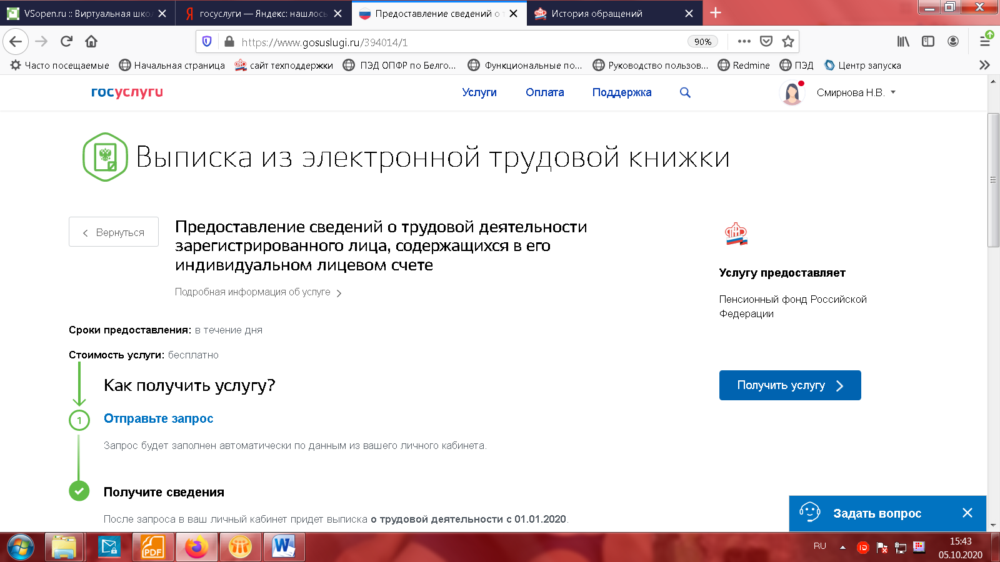 VSopen.ru :: Виртуальная шко
госуслуги — Яндекс: нашлось
Предоставление сведений о т
История обращений
https://www.gosuslugi.ru/394014/1
90%
Часто посещаемые
Начальная страница
сайт техподдержки
ПЭД ОПФР по Белго...
Функциональные по...
Руководство пользов...
Redmine
ПЭД
Центр запуска
госуслуги
Услуги
Оплата
Поддержка
Смирнова Н.В.
Выписка из электронной трудовой книжки
Вернуться
Предоставление сведений о трудовой деятельности
зарегистрированного лица, содержащихся в его
индивидуальном лицевом счете
Подробная информация об услуге
Услугу предоставляет
Пенсионный фонд Российской
Федерации
Сроки предоставления: в течение дня
Стоимость услуги: бесплатно
Как получить услугу?
Получить услугу
1
Отправьте запрос
Запрос будет заполнен автоматически по данным из вашего личного кабинета.
Получите сведения
После запроса в ваш личный кабинет придет выписка о трудовой деятельности с 01.01.2020.
Задать вопрос
PDF
W
RU
ID
15:43
05.10.2020